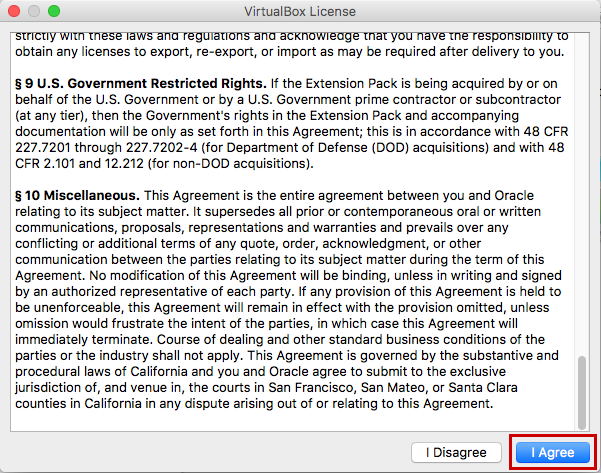 VirtualBox License
strictly with these laws and regulations and acknowledge that you have the responsibility to
obtain any licenses to export, re-export, or import as may be required after delivery to you.
§ 9 U.S. Government Restricted Rights. If the Extension Pack is being acquired by or on
behalf of the U.S. Government or by a U.S. Government prime contractor or subcontractor
(at any tier), then the Government's rights in the Extension Pack and accompanying
documentation will be only as set forth in this Agreement; this is in accordance with 48 CFR
227.7201 through 227.7202-4 (for Department of Defense (DOD) acquisitions) and with 48
CFR 2.101 and 12.212 (for non-DOD acquisitions).
§ 10 Miscellaneous. This Agreement is the entire agreement between you and Oracle
relating to its subject matter. It supersedes all prior or contemporaneous oral or written
communications, proposals, representations and warranties and prevails over any
conflicting or additional terms of any quote, order, acknowledgment, or other
communication between the parties relating to its subject matter during the term of this
Agreement. No modification of this Agreement will be binding, unless in writing and signed
by an authorized representative of each party. If any provision of this Agreement is held to
be unenforceable, this Agreement will remain in effect with the provision omitted, unless
omission would frustrate the intent of the parties, in which case this Agreement will
immediately terminate. Course of dealing and other standard business conditions of the
parties or the industry shall not apply. This Agreement is governed by the substantive and
procedural laws of California and you and Oracle agree to submit to the exclusive
jurisdiction of, and venue in, the courts in San Francisco, San Mateo, or Santa Clara
counties in California in any dispute arising out of or relating to this Agreement.
I Disagree
I Agree